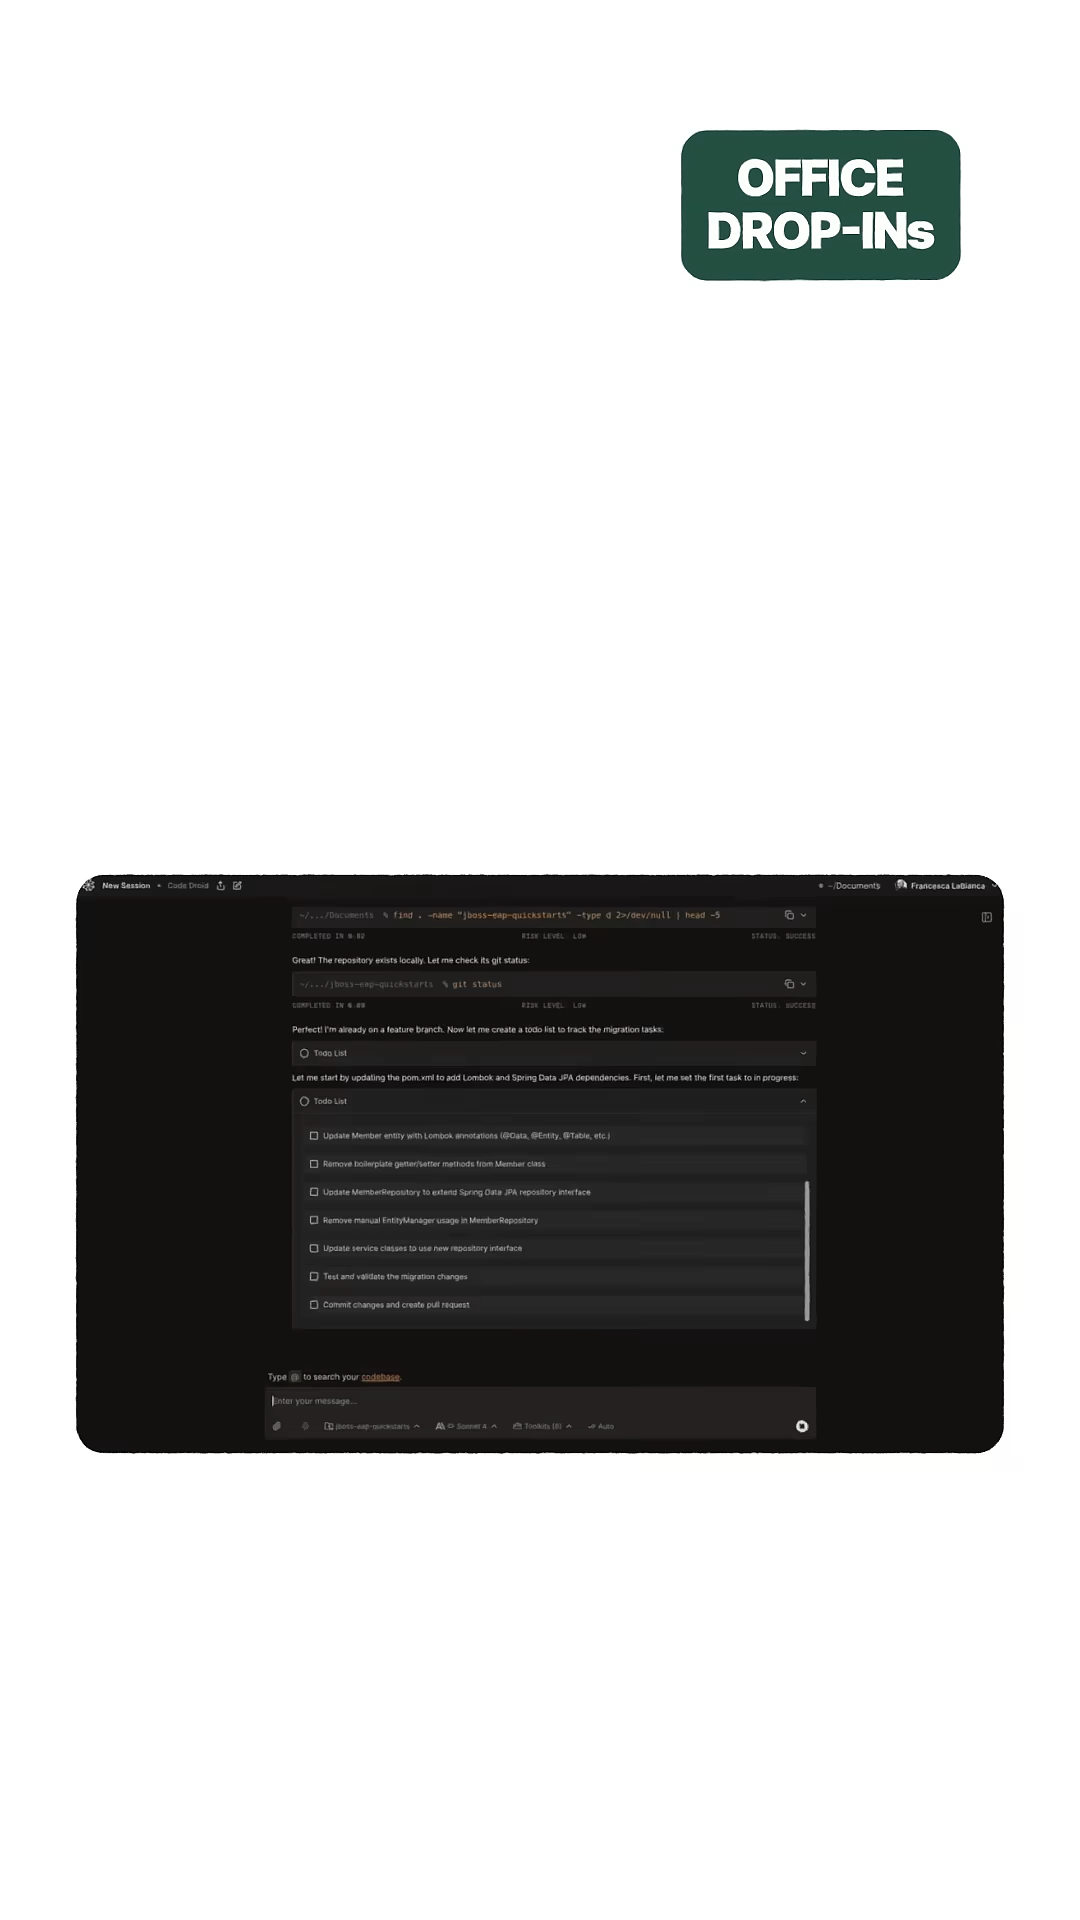 OFFICE
DROP-INs
New Session • Code Droid
~/Documents
Francesca LaBianca
~/.../Documents % find . -name "jboss-eap-quickstarts" -type d 2>/dev/null | head -5
COMPLETED IN 0:02 RISK LEVEL: LOW STATUS: SUCCESS
Great! The repository exists locally. Let me check its git status:
~/.../jboss-eap-quickstarts % git status
COMPLETED IN 0:00 RISK LEVEL: LOW STATUS: SUCCESS
Perfect! I'm already on a feature branch. Now let me create a todo list to track the migration tasks:
Todo List
Let me start by updating the pom.xml to add Lombok and Spring Data JPA dependencies. First, let me set the first task to in progress:
Todo List
Update Member entity with Lombok annotations (@Data, @Entity, @Table, etc.)
Remove boilerplate getter/setter methods from Member class
Update MemberRepository to extend Spring Data JPA repository interface
Remove manual EntityManager usage in MemberRepository
Update service classes to use new repository interface
Test and validate the migration changes
Commit changes and create pull request
Type @ to search your codebase.
Enter your message...
jboss-eap-quickstarts Sonnet 4 Toolkits (8) Auto